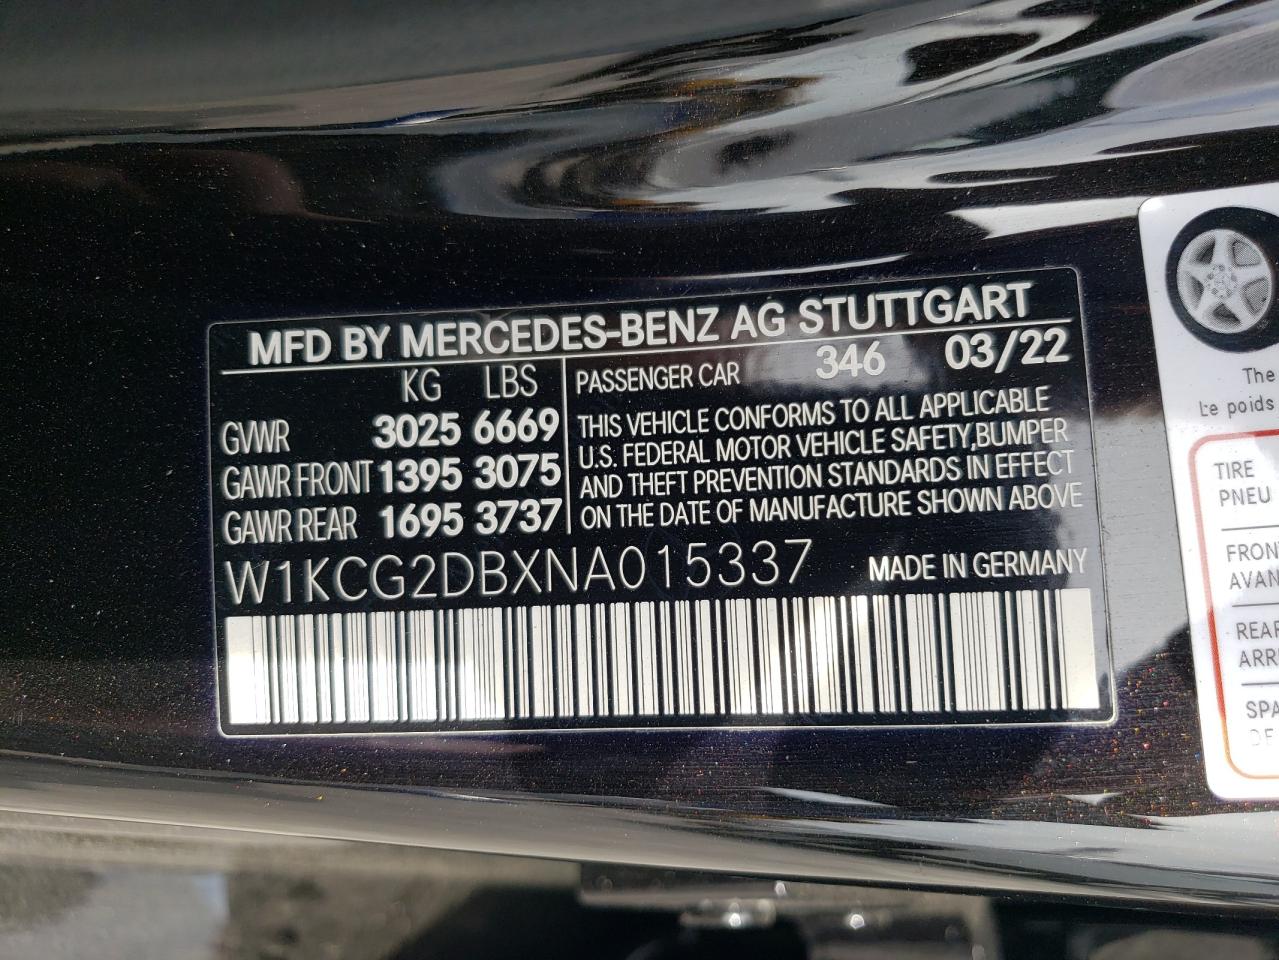 MFD BY MERCEDES-BENZ AG STUTTGART
KG LBS
GVWR 3025 6669
GAWR FRONT 1395 3075
GAWR REAR 1695 3737
PASSENGER CAR 346 03/22
THIS VEHICLE CONFORMS TO ALL APPLICABLE
U.S. FEDERAL MOTOR VEHICLE SAFETY,BUMPER
AND THEFT PREVENTION STANDARDS IN EFFECT
ON THE DATE OF MANUFACTURE SHOWN ABOVE
W1KCG2DBXNA015337 MADE IN GERMANY
The
Le poids
TIRE
PNEU
FRON
AVAN
REAR
ARRI
SPA
DE